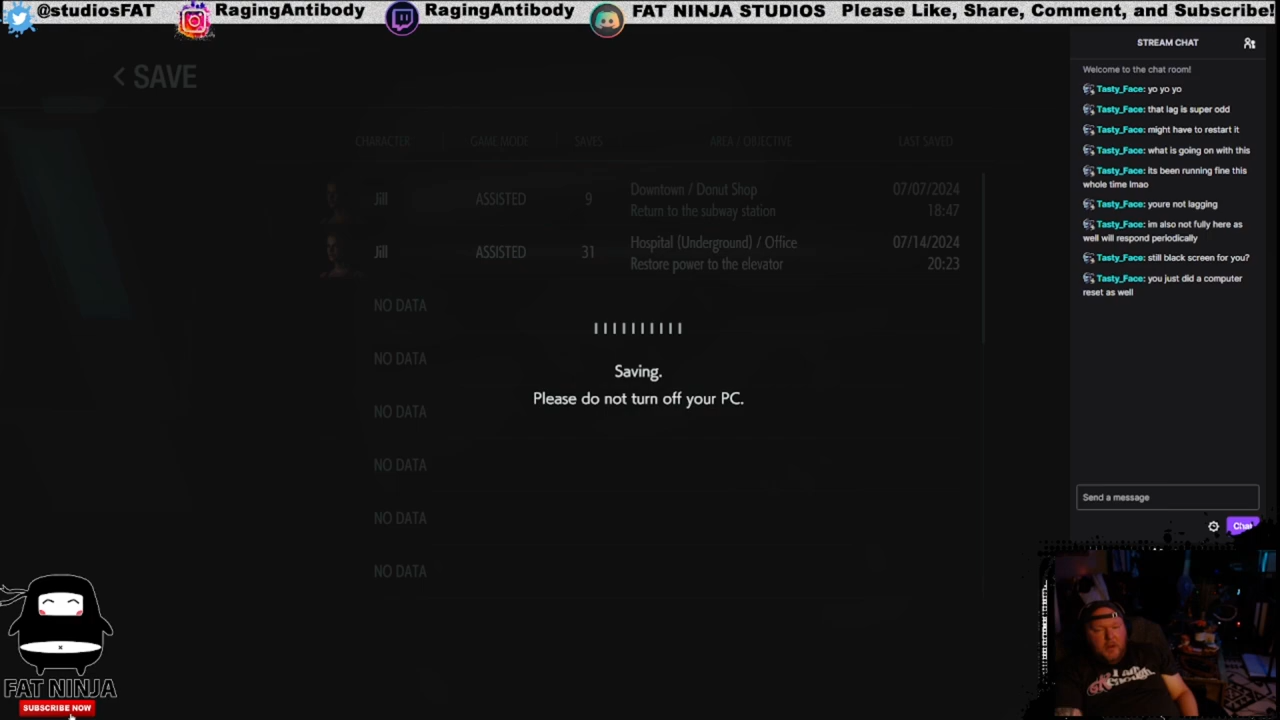 @studiosFAT RagingAntibody RagingAntibody FAT NINJA STUDIOS Please Like, Share, Comment, and Subscribe!
< SAVE
CHARACTER GAME MODE SAVES AREA / OBJECTIVE LAST SAVED
Jill ASSISTED 9 Downtown / Donut Shop 07/07/2024
Return to the subway station 18:47
Jill ASSISTED 31 Hospital (Underground) / Office 07/14/2024
Restore power to the elevator 20:23
NO DATA
NO DATA
NO DATA
NO DATA
NO DATA
NO DATA
Saving.
Please do not turn off your PC.
STREAM CHAT
Welcome to the chat room!
Tasty_Face: yo yo yo
Tasty_Face: that lag is super odd
Tasty_Face: might have to restart it
Tasty_Face: what is going on with this
Tasty_Face: its been running fine this
whole time lmao
Tasty_Face: youre not lagging
Tasty_Face: im also not fully here as
well will respond periodically
Tasty_Face: still black screen for you?
Tasty_Face: you just did a computer
reset as well
Send a message
Chat
I am
FAT NINJA
SUBSCRIBE NOW